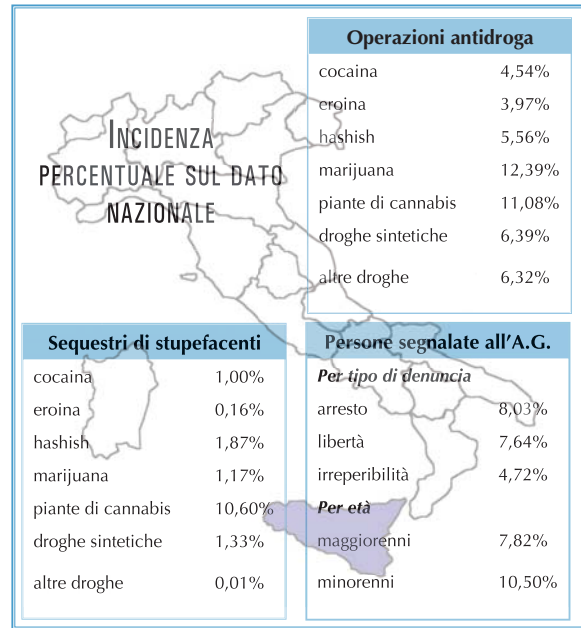 INCIDENZA
PERCENTUALE SUL DATO
NAZIONALE
Operazioni antidroga
cocaina 4,54%
eroina 3,97%
hashish 5,56%
marijuana 12,39%
piante di cannabis 11,08%
droghe sintetiche 6,39%
altre droghe 6,32%
Sequestri di stupefacenti
cocaina 1,00%
eroina 0,16%
hashish 1,87%
marijuana 1,17%
piante di cannabis 10,60%
droghe sintetiche 1,33%
altre droghe 0,01%
Persone segnalate all'A.G.
Per tipo di denuncia
arresto 8,03%
libertà 7,64%
irreperibilità 4,72%
Per età
maggiorenni 7,82%
minorenni 10,50%